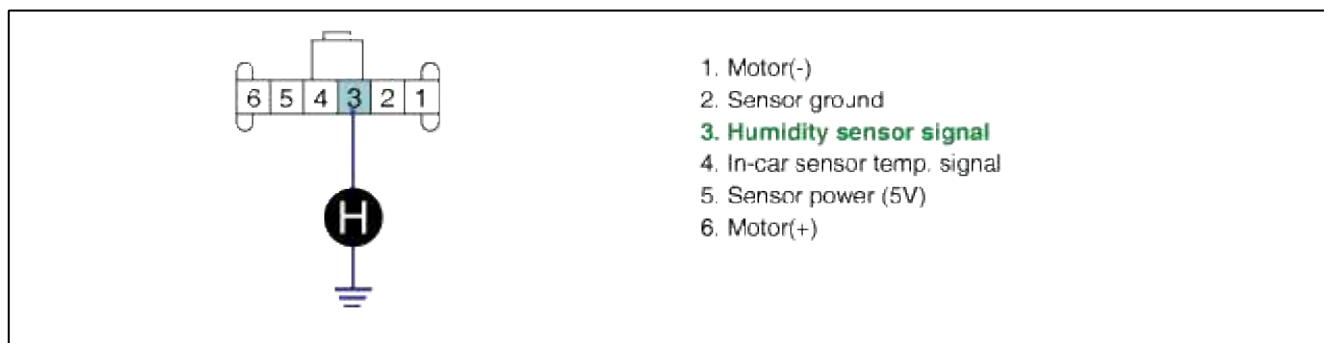 6 5 4 3 2 1
H
1. Motor(-)
2. Sensor ground
3. Humidity sensor signal
4. In-car sensor temp. signal
5. Sensor power (5V)
6. Motor(+)